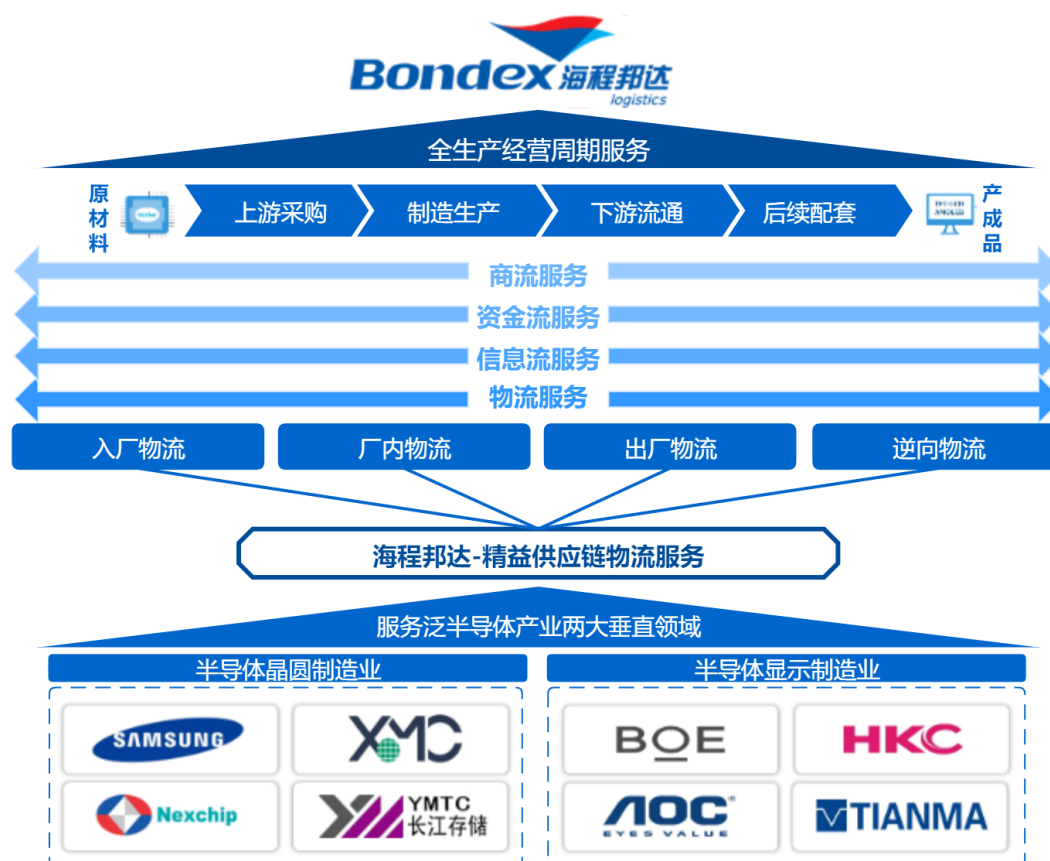 Bondex 海程邦达
logistics
全生产经营周期服务
原材料
上游采购
制造生产
下游流通
后续配套
产成品
商流服务
资金流服务
信息流服务
物流服务
入厂物流
厂内物流
出厂物流
逆向物流
海程邦达-精益供应链物流服务
服务泛半导体产业两大垂直领域
半导体晶圆制造业
半导体显示制造业
SAMSUNG
XMC
BOE
HKC
Nexchip
YMTC
长江存储
AOC
EYES VALUE
TIANMA